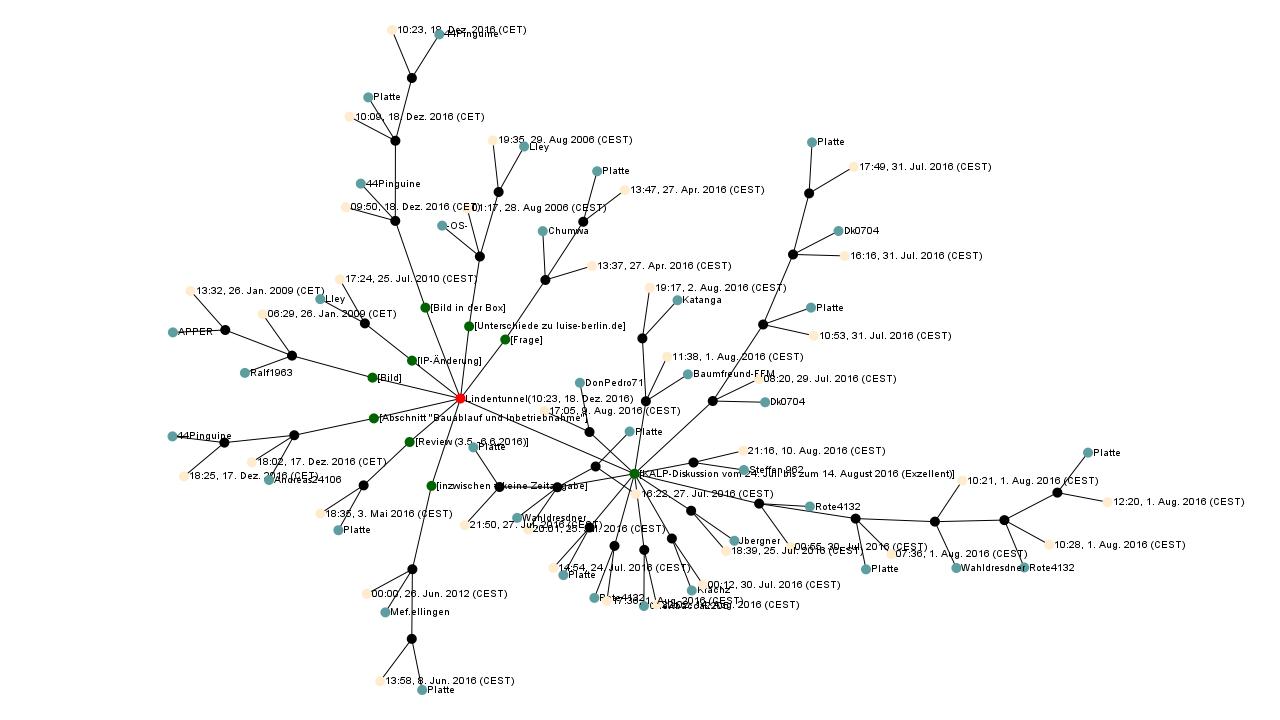 10:23, 18. Dez. 2016 (CET)
44Pinguine
Platte
10:09, 18. Dez. 2016 (CET)
19:35, 29. Aug 2006 (CEST)
Lley
Platte
17:49, 31. Jul. 2016 (CEST)
Platte
13:47, 27. Apr. 2016 (CEST)
44Pinguine
09:50, 18. Dez. 2016 (CET)
01:17, 28. Aug 2006 (CEST)
-OS-
Chumwa
Dk0704
16:16, 31. Jul. 2016 (CEST)
13:37, 27. Apr. 2016 (CEST)
17:24, 25. Jul. 2010 (CEST)
13:32, 26. Jan. 2009 (CET)
Lley
19:17, 2. Aug. 2016 (CEST)
Katanga
[Bild in der Box]
Platte
06:29, 26. Jan. 2009 (CET)
[Unterschiede zu luise-berlin.de]
APPER
[Frage]
10:53, 31. Jul. 2016 (CEST)
[IP-Änderung]
11:38, 1. Aug. 2016 (CEST)
Ralf1963
[Bild]
DonPedro71
Baumfreund-FFM
08:20, 29. Jul. 2016 (CEST)
Lindentunnel(10:23, 18. Dez. 2016)
Dk0704
17:05, 9. Aug. 2016 (CEST)
[Abschnitt "Bauablauf und Inbetriebnahme"]
44Pinguine
[Review (3.5.-6.6.2016)]
Platte
Platte
21:16, 10. Aug. 2016 (CEST)
Platte
18:02, 17. Dez. 2016 (CET)
18:25, 17. Dez. 2016 (CET)
Andreas24106
Steffen 962
[KALP-Diskussion vom 24. Juli bis zum 14. August 2016 (Exzellent)]
[inzwischen keine Zeitangabe]
16:22, 27. Jul. 2016 (CEST)
10:21, 1. Aug. 2016 (CEST)
12:20, 1. Aug. 2016 (CEST)
Rote4132
18:35, 3. Mai 2016 (CEST)
Platte
Wahldresdner
21:50, 27. Jul. 2016 (CEST)
20:01, 25. Jul. 2016 (CEST)
Jbergner
18:39, 25. Jul. 2016 (CEST)
00:55, 30. Jul. 2016 (CEST)
07:36, 1. Aug. 2016 (CEST)
10:28, 1. Aug. 2016 (CEST)
14:54, 24. Jul. 2016 (CEST)
Platte
Platte
Wahldresdner
Rote4132
00:12, 30. Jul. 2016 (CEST)
00:00, 26. Jun. 2012 (CEST)
Mef.ellingen
Rote4132
Aug. 2016 (CEST)
Aug. 2016 (CEST)
13:58, 8. Jun. 2016 (CEST)
Platte